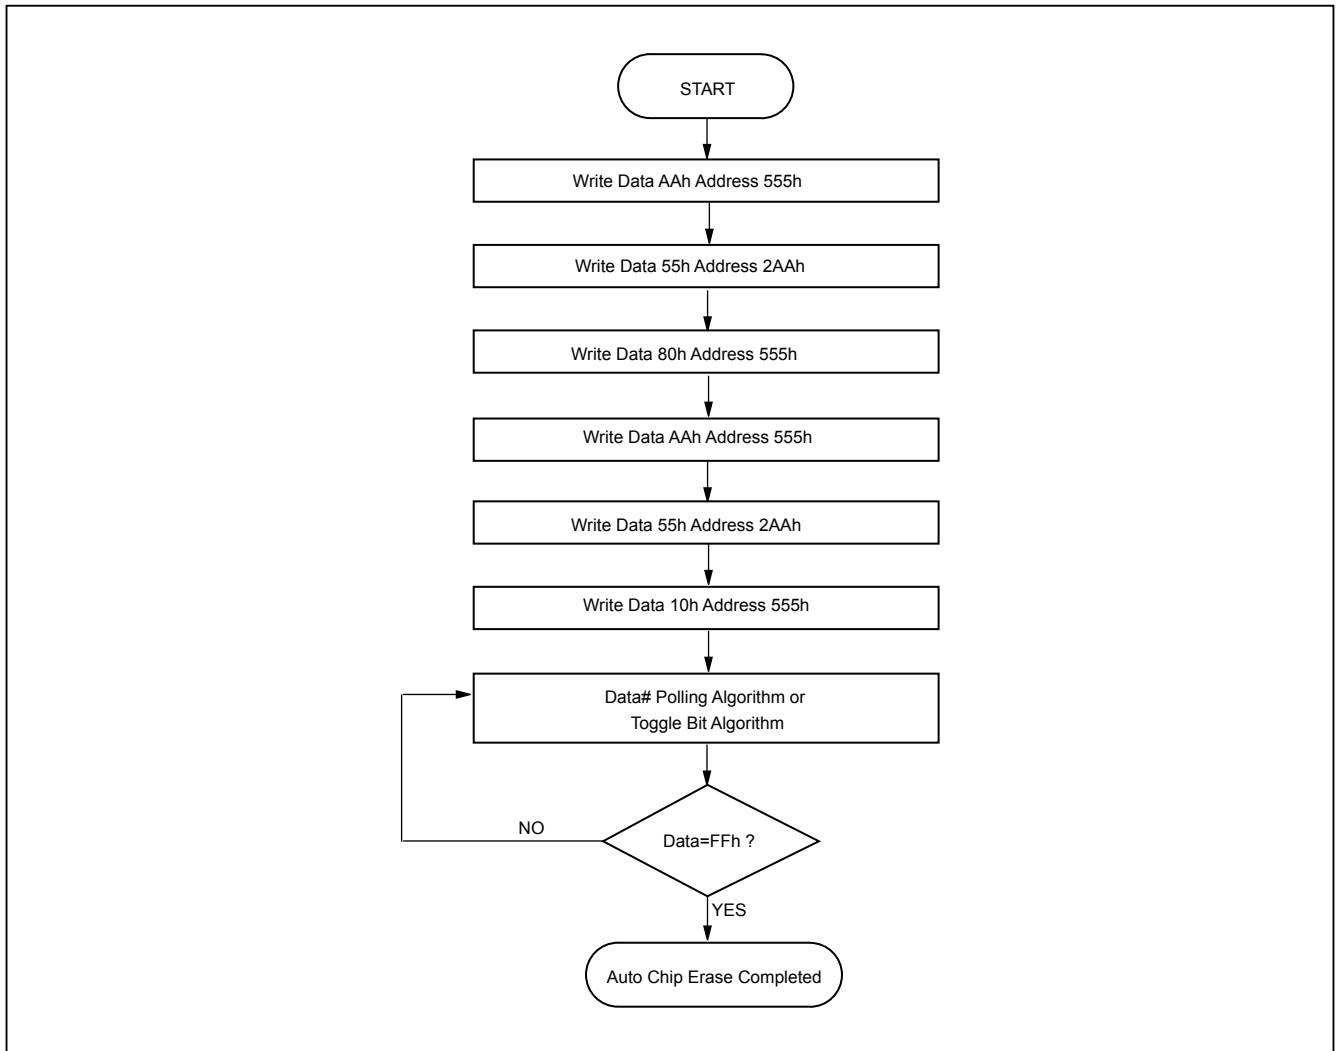 START
Write Data AAh Address 555h
Write Data 55h Address 2AAh
Write Data 80h Address 555h
Write Data AAh Address 555h
Write Data 55h Address 2AAh
Write Data 10h Address 555h
Data# Polling Algorithm or
Toggle Bit Algorithm
NO
Data=FFh ?
YES
Auto Chip Erase Completed